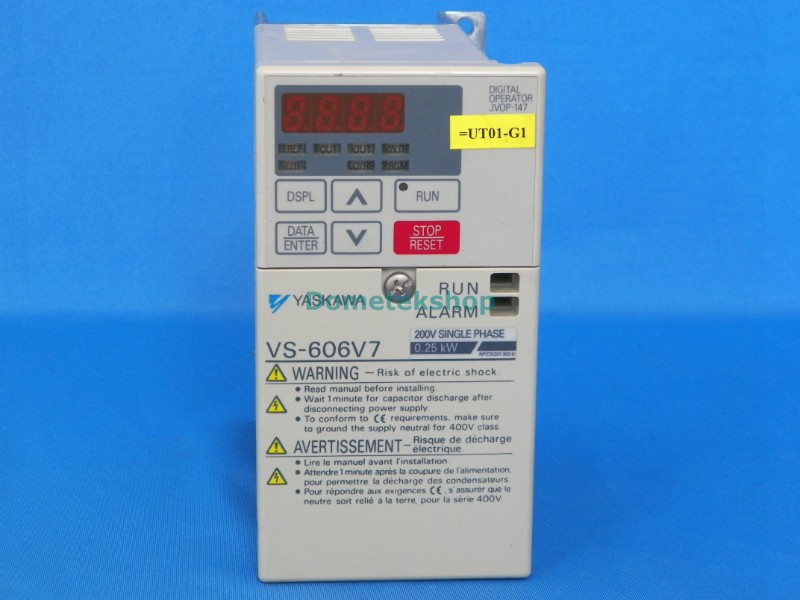 DIGITAL
OPERATOR
JVOP-147
=UT01-G1
8888
DSPL
RUN
DATA
ENTER
STOP
RESET
YASKAWA
RUN
ALARM
Dometekshop
200V SINGLE PHASE
VS-606V7
0.25 kW
WARNING - Risk of electric shock.
• Read manual before installing.
• Wait 1 minute for capacitor discharge after
disconnecting power supply.
• To conform to CE requirements, make sure
to ground the supply neutral for 400V class.
AVERTISSEMENT - Risque de décharge
électrique.
• Lire le manuel avant l'installation.
• Attendre 1 minute après la coupure de l'alimentation,
pour permettre la décharge des condensateurs.
• Pour répondre aux exigences CE, s'assurer que le
neutre soit relié à la terre, pour la série 400V